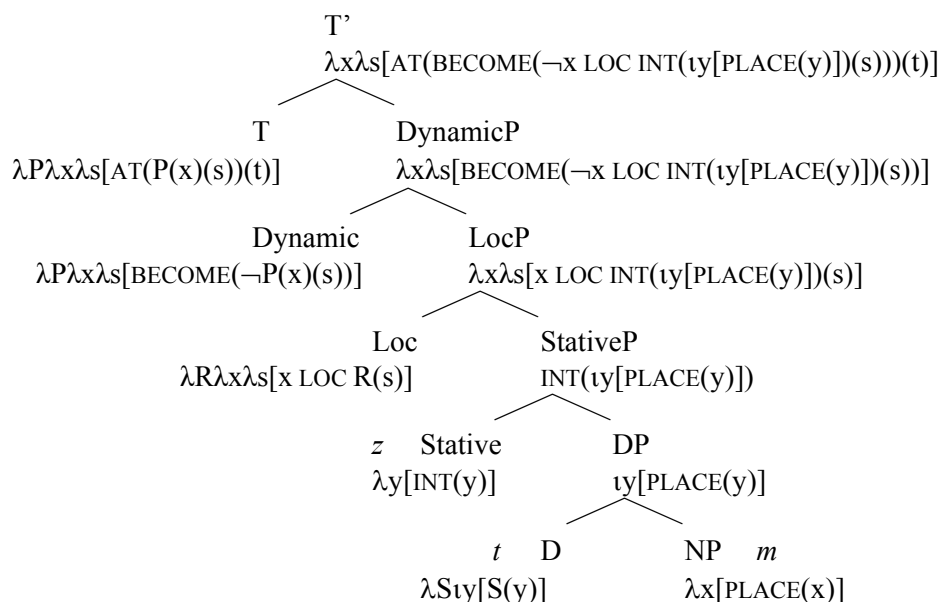 T’
λxλs[AT(BECOME(¬x LOC INT(ιy[PLACE(y)])(s)))(t)]
T DynamicP
λPλxλs[AT(P(x)(s))(t)] λxλs[BECOME(¬x LOC INT(ιy[PLACE(y)])(s))]
Dynamic LocP
λPλxλs[BECOME(¬P(x)(s))] λxλs[x LOC INT(ιy[PLACE(y)])(s)]
Loc StativeP
λRλxλs[x LOC R(s)] INT(ιy[PLACE(y)])
z Stative DP
λy[INT(y)] ιy[PLACE(y)]
t D NP m
λSιy[S(y)] λx[PLACE(x)]